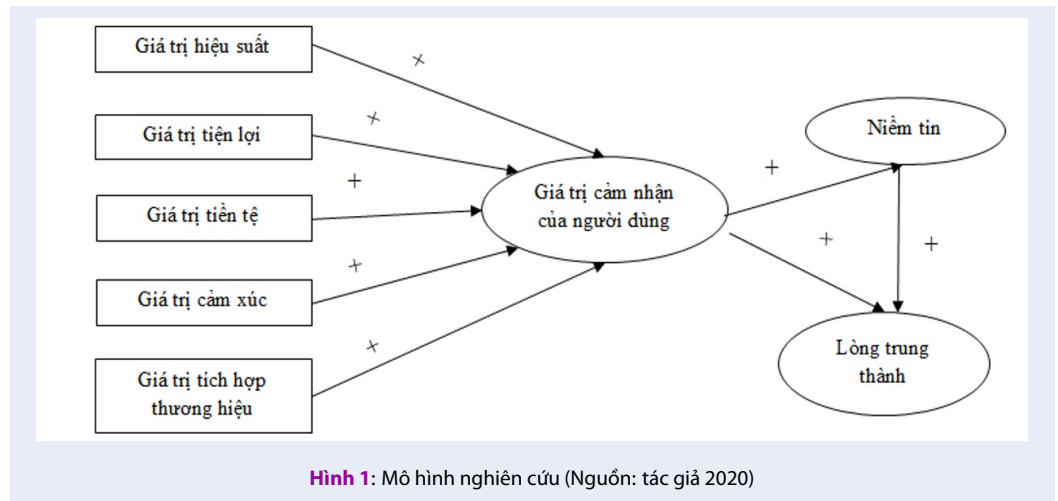 Giá trị hiệu suất
+
Giá trị tiện lợi
+
+
Giá trị tiền tệ
Giá trị cảm xúc
+
Giá trị tích hợp
thương hiệu
+
Giá trị cảm nhận
của người dùng
+
+
Niềm tin
+
Lòng trung
thành
Hình 1: Mô hình nghiên cứu (Nguồn: tác giả 2020)